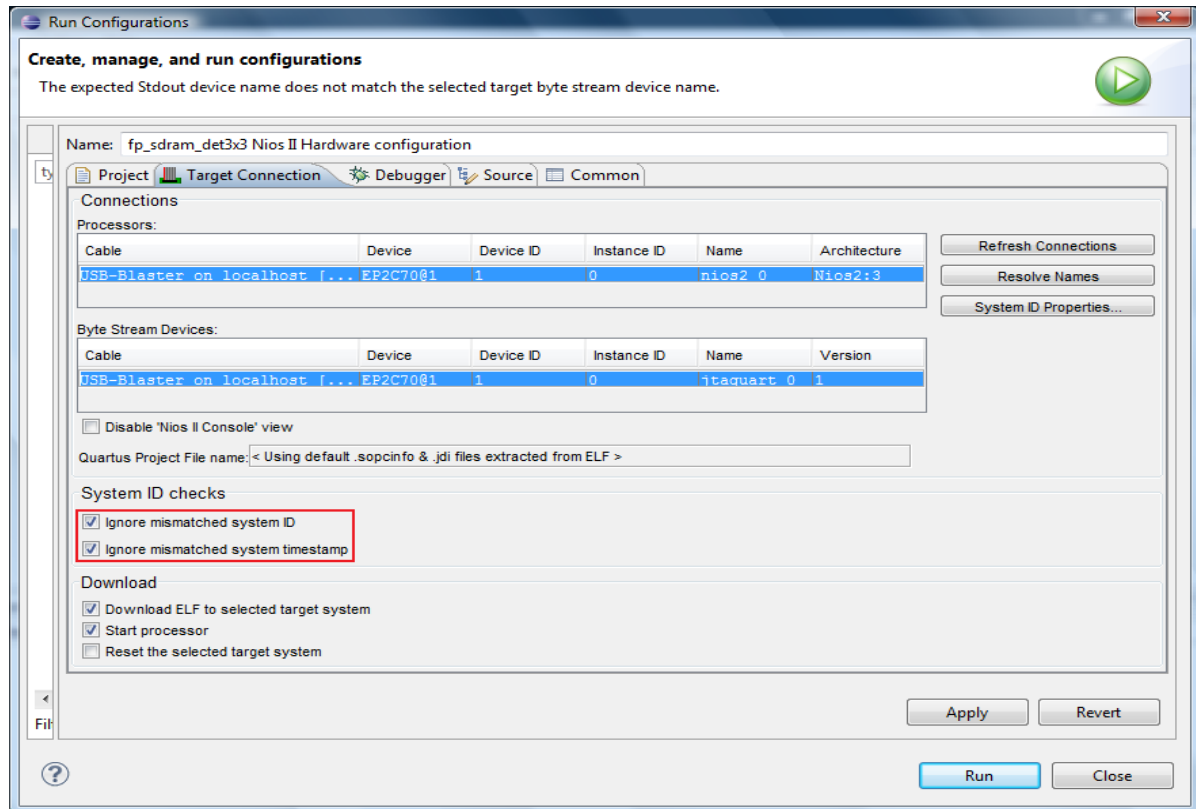 Run Configurations
Create, manage, and run configurations
The expected Stdout device name does not match the selected target byte stream device name.
Name: fp_sdram_det3x3 Nios II Hardware configuration
ty
Project Target Connection Debugger Source Common
Connections
Processors:
Cable Device Device ID Instance ID Name Architecture
USB-Blaster on localhost [... EP2C70@1 1 0 nios2_0 Nios2:3
Refresh Connections
Resolve Names
System ID Properties...
Byte Stream Devices:
Cable Device Device ID Instance ID Name Version
USB-Blaster on localhost [... EP2C70@1 1 0 jtaguart_0 1
Disable 'Nios II Console' view
Quartus Project File name: < Using default .sopcinfo & .jdi files extracted from ELF >
System ID checks
Ignore mismatched system ID
Ignore mismatched system timestamp
Download
Download ELF to selected target system
Start processor
Reset the selected target system
Apply Revert
Filt
? Run Close